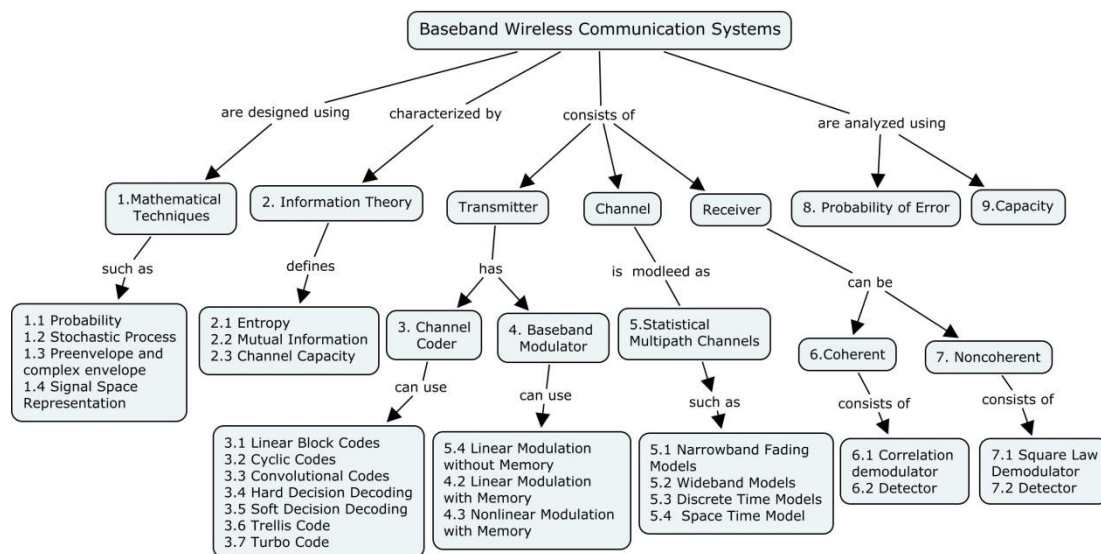 Baseband Wireless Communication Systems
are designed using
characterized by
consists of
are analyzed using
1.Mathematical
Techniques
2. Information Theory
Transmitter
Channel
Receiver
8. Probability of Error
9.Capacity
such as
defines
has
is modleed as
can be
1.1 Probability
1.2 Stochastic Process
1.3 Preenvelope and
complex envelope
1.4 Signal Space
Representation
2.1 Entropy
2.2 Mutual Information
2.3 Channel Capacity
3. Channel
Coder
4. Baseband
Modulator
5.Statistical
Multipath Channels
6.Coherent
7. Noncoherent
can use
can use
such as
consists of
consists of
3.1 Linear Block Codes
3.2 Cyclic Codes
3.3 Convolutional Codes
3.4 Hard Decision Decoding
3.5 Soft Decision Decoding
3.6 Trellis Code
3.7 Turbo Code
5.4 Linear Modulation
without Memory
4.2 Linear Modulation
with Memory
4.3 Nonlinear Modulation
with Memory
5.1 Narrowband Fading
Models
5.2 Wideband Models
5.3 Discrete Time Models
5.4 Space Time Model
6.1 Correlation
demodulator
6.2 Detector
7.1 Square Law
Demodulator
7.2 Detector